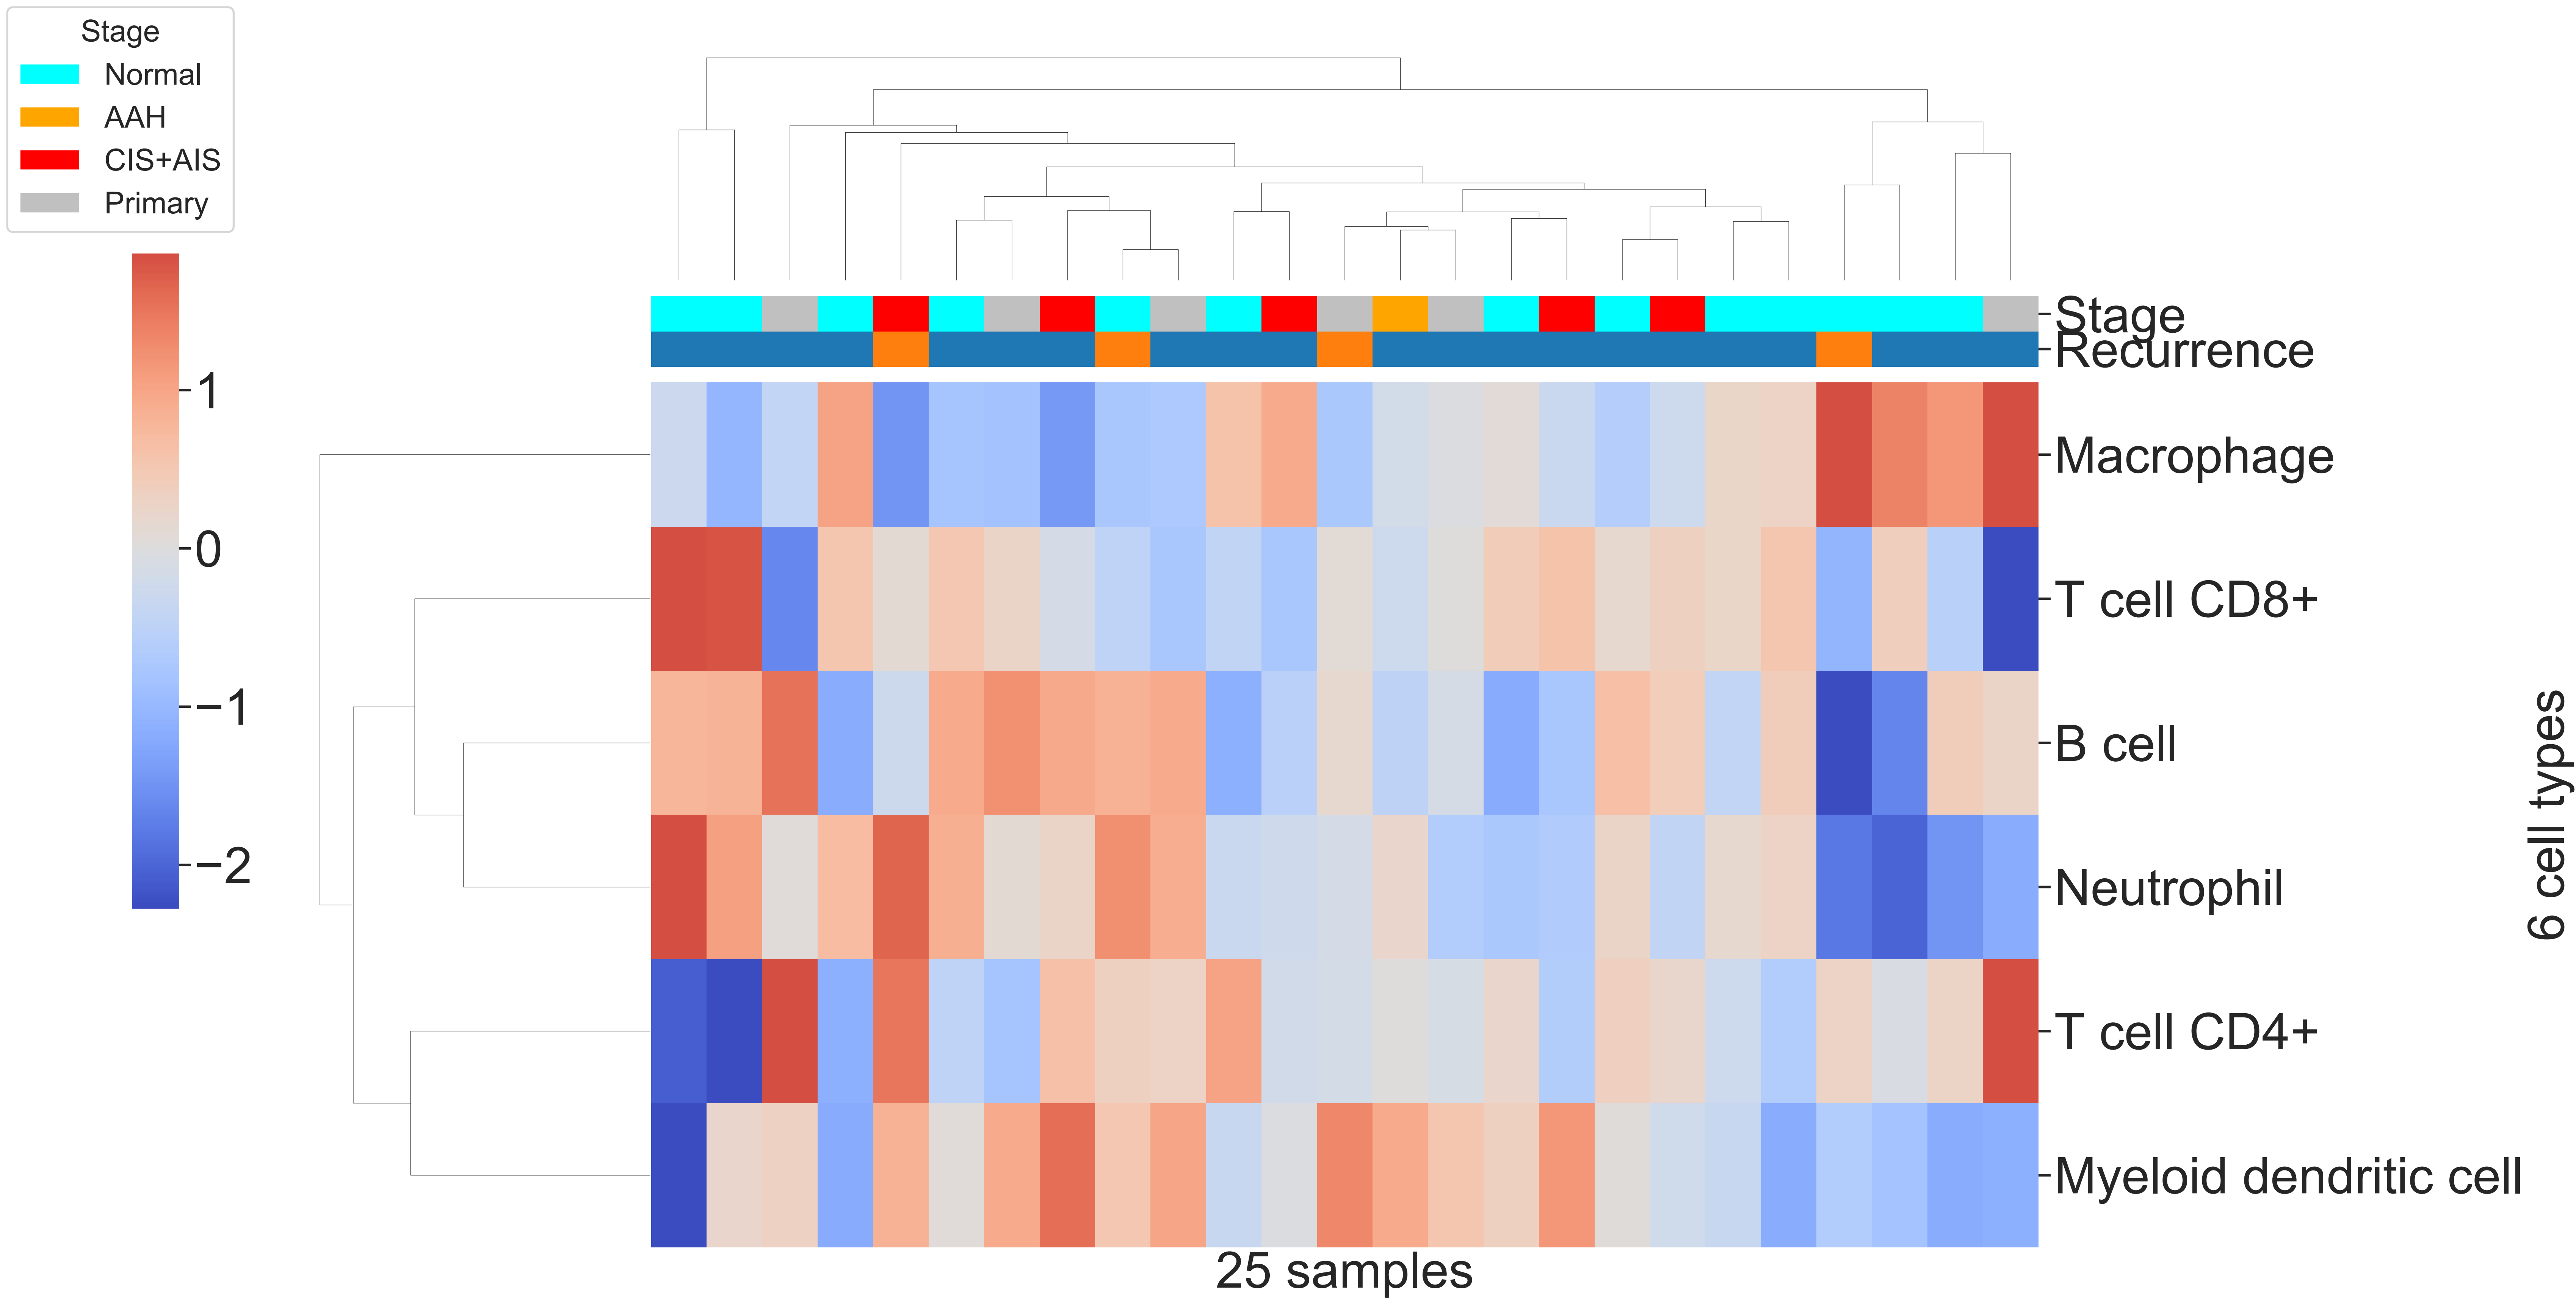 Stage
Normal
AAH
CIS+AIS
Primary
1
0
−1
−2
Stage
Recurrence
Macrophage
T cell CD8+
B cell
Neutrophil
T cell CD4+
Myeloid dendritic cell
6 cell types
25 samples